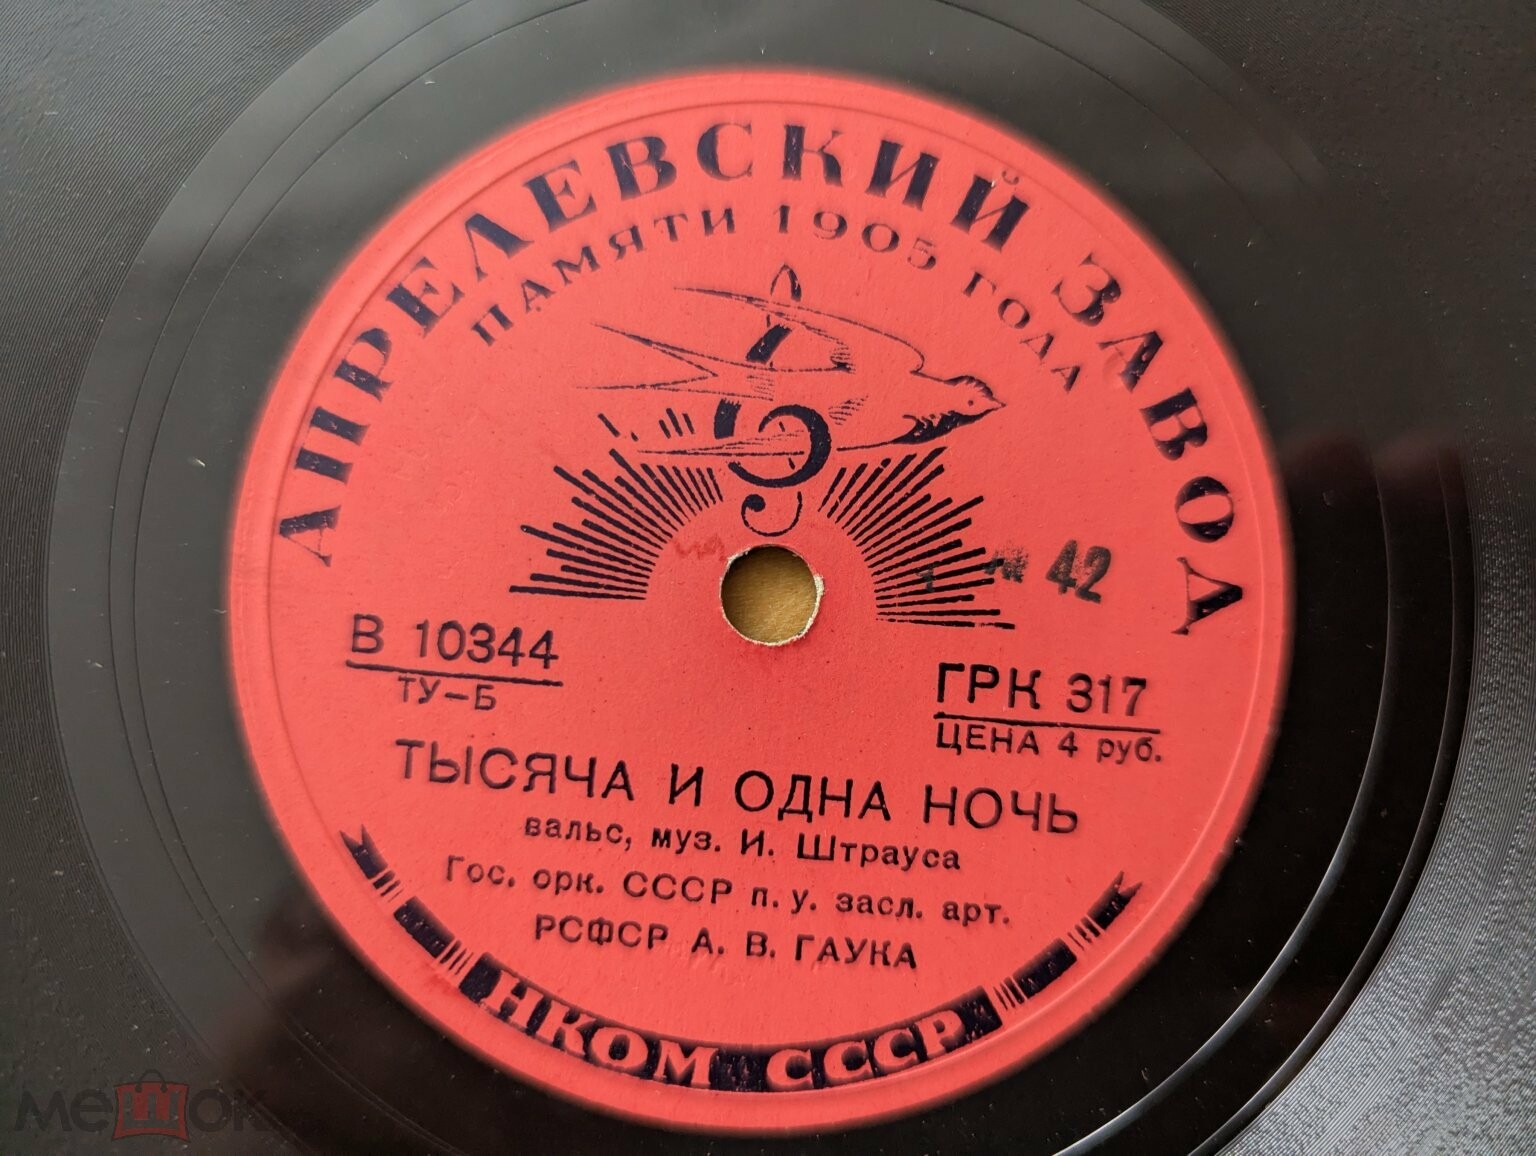 АПРЕЛЕВСКИЙ ЗАВОД
ПАМЯТИ 1905 ГОДА
42
В 10344
ТУ-Б
ГРК 317
ЦЕНА 4 руб.
ТЫСЯЧА И ОДНА НОЧЬ
вальс, муз. И. Штрауса
Гос. орк. СССР п. у. засл. арт.
РСФСР А. В. ГАУКА
НКОМ СССР
мешок